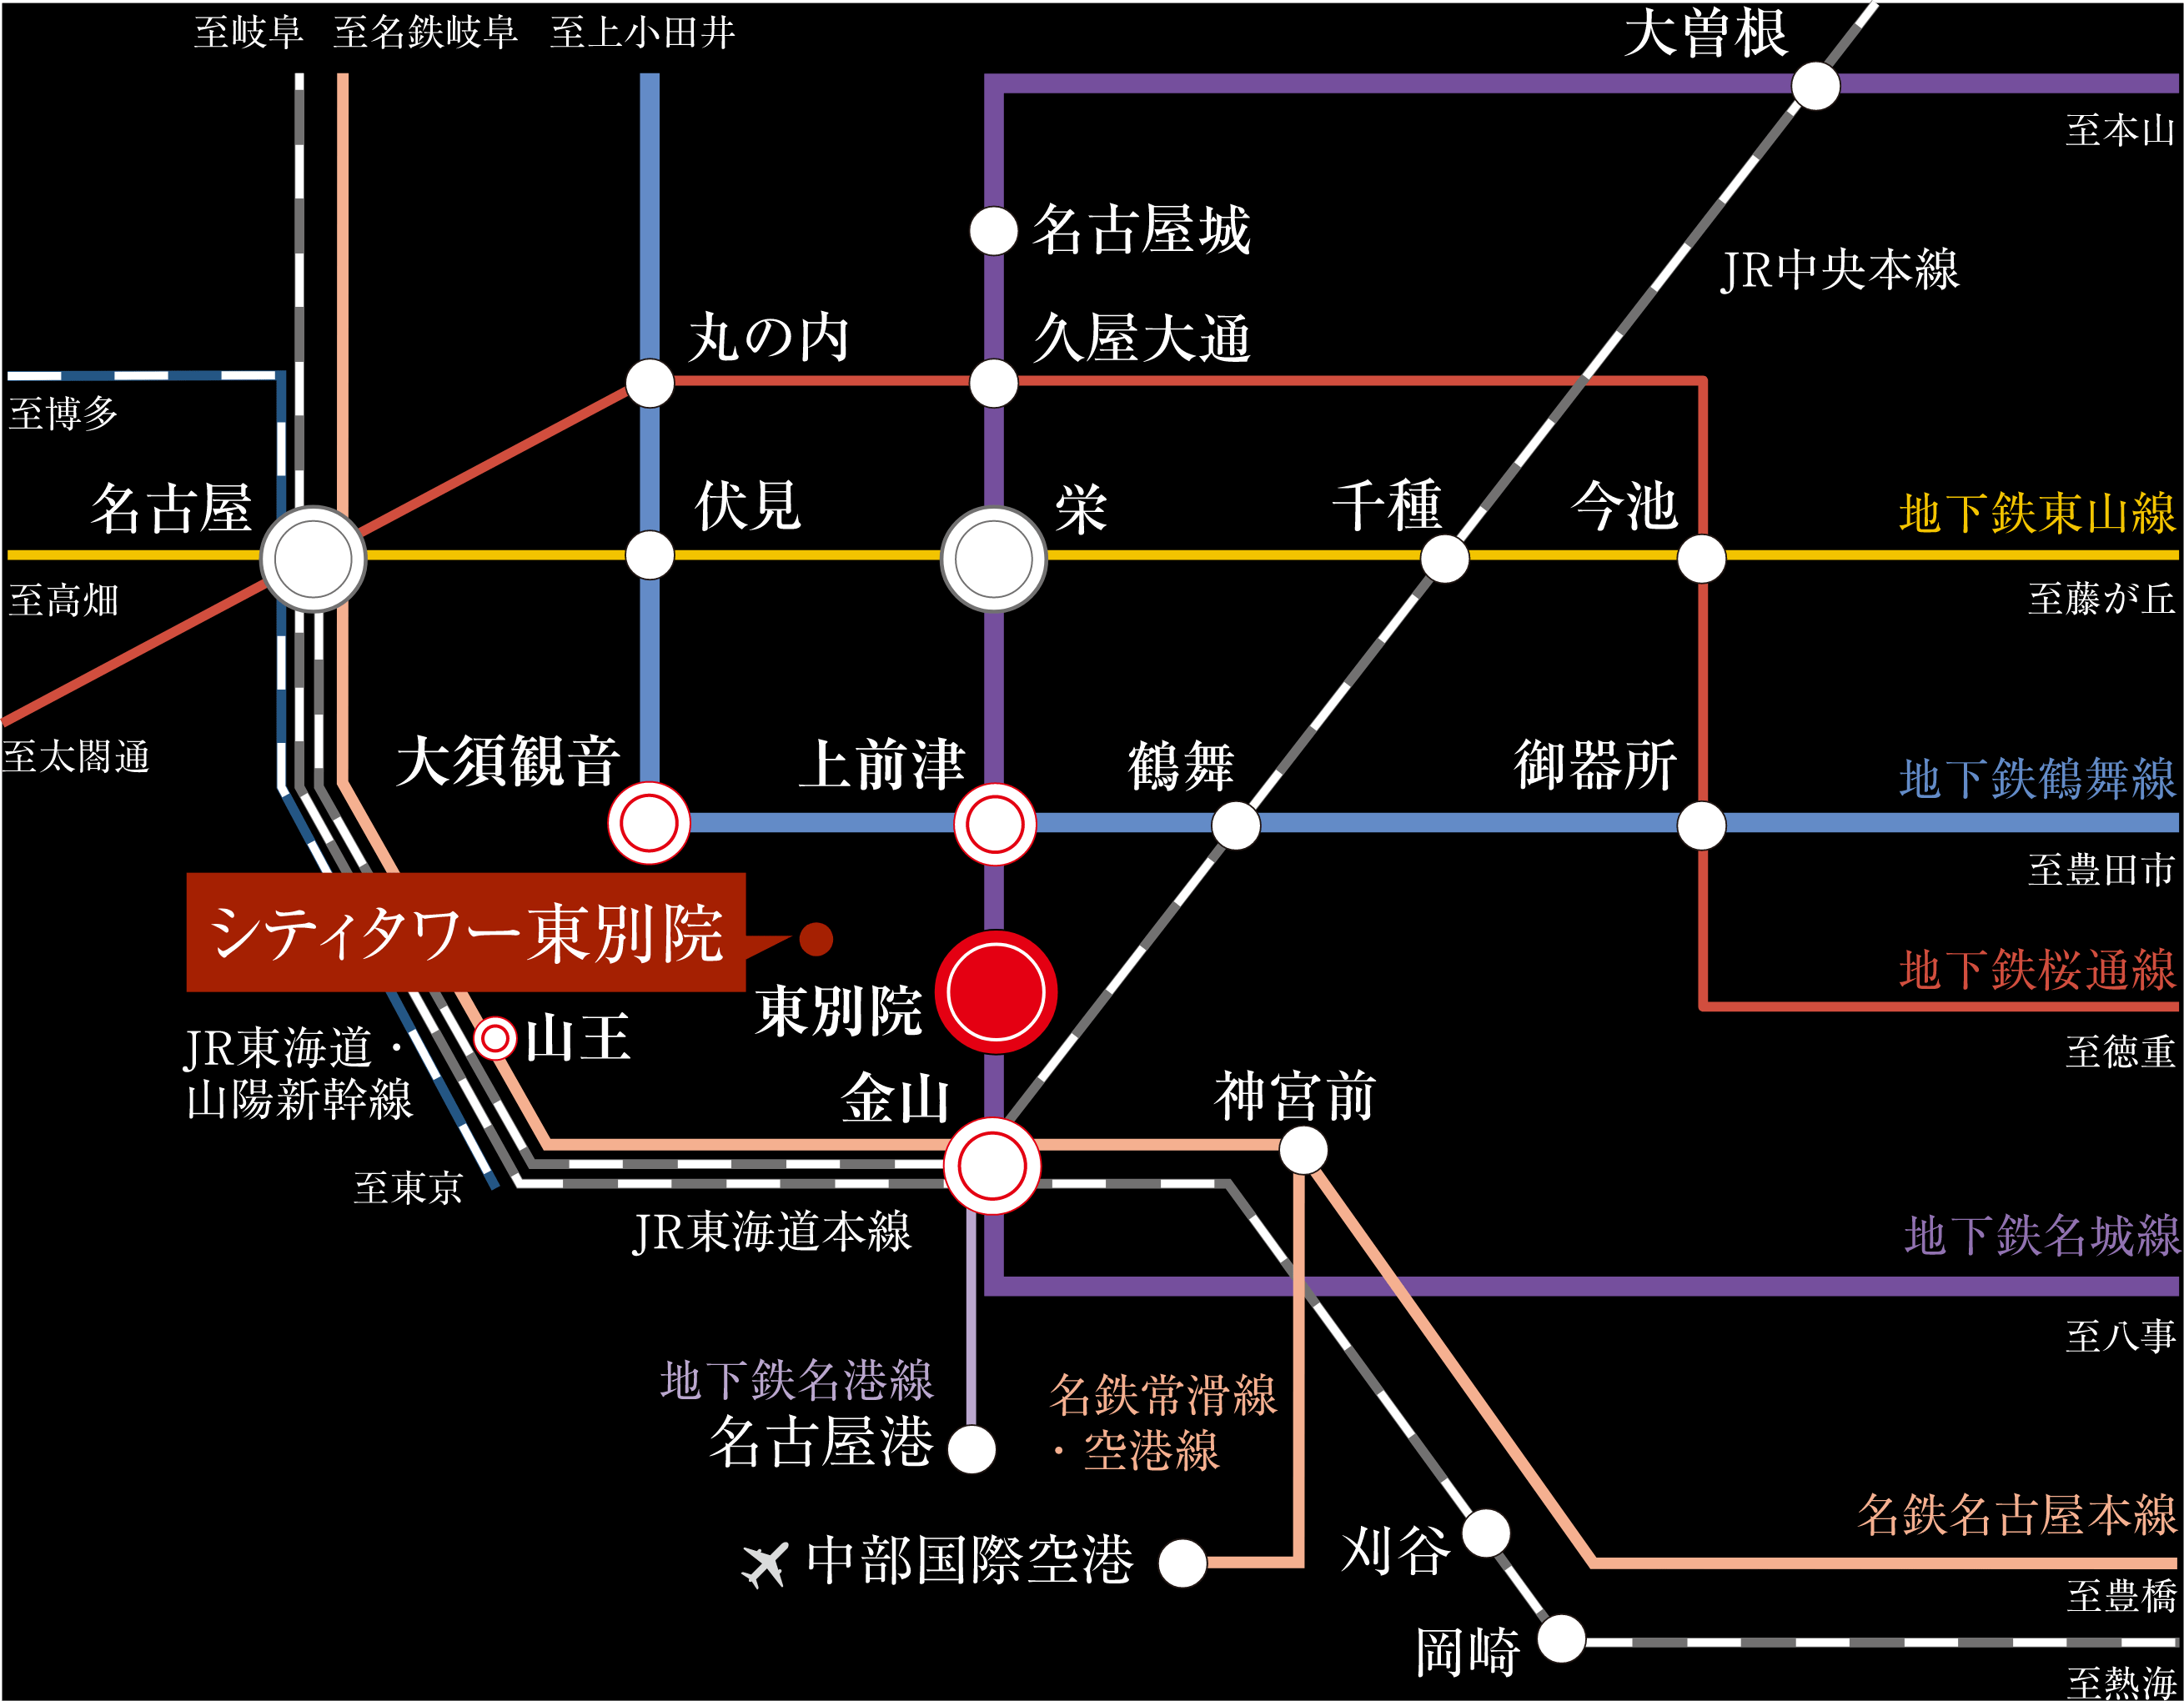 至岐阜
至名鉄岐阜
至上小田井
大曽根
至本山
名古屋城
JR中央本線
丸の内
久屋大通
至博多
名古屋
伏見
栄
千種
今池
地下鉄東山線
至高畑
至藤が丘
至太閤通
大須観音
上前津
鶴舞
御器所
地下鉄鶴舞線
至豊田市
シティタワー東別院
地下鉄桜通線
東別院
山王
JR東海道・
山陽新幹線
至徳重
金山
神宮前
至東京
JR東海道本線
地下鉄名城線
至八事
地下鉄名港線
名古屋港
名鉄常滑線
・空港線
名鉄名古屋本線
中部国際空港
刈谷
至豊橋
岡崎
至熱海